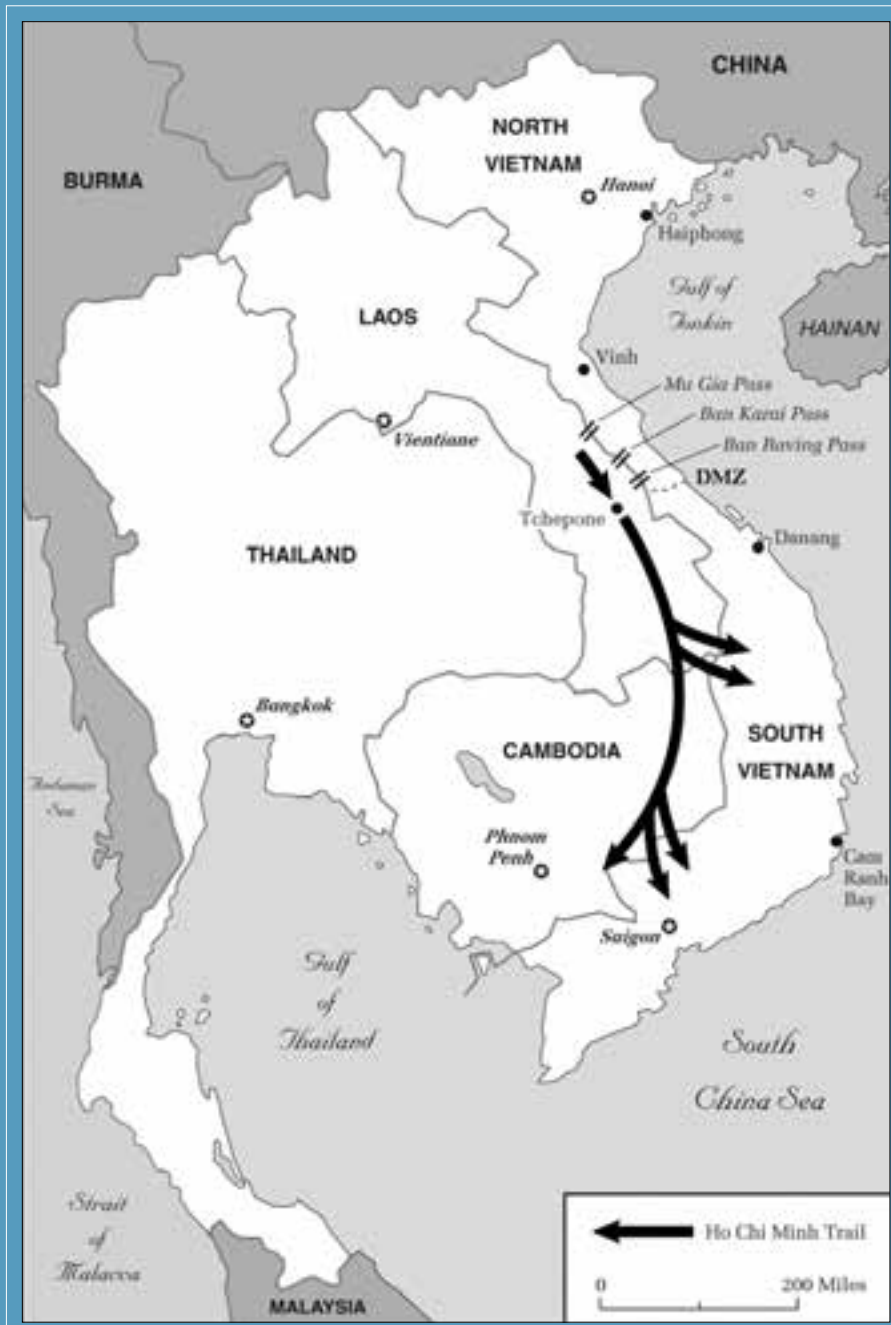 CHINA
NORTH
VIETNAM
BURMA
Hanoi
Haiphong
Gulf of
Tonkin
LAOS
HAINAN
Vinh
Mu Gia Pass
Ban Karai Pass
Vientiane
Ban Raving Pass
DMZ
Tchepone
Danang
THAILAND
Bangkok
CAMBODIA
SOUTH
VIETNAM
Andaman
Sea
Phnom
Penh
Cam
Ranh
Bay
Saigon
Gulf
of
Thailand
South
China Sea
Strait
of
Malacca
MALAYSIA
Ho Chi Minh Trail
0 200 Miles